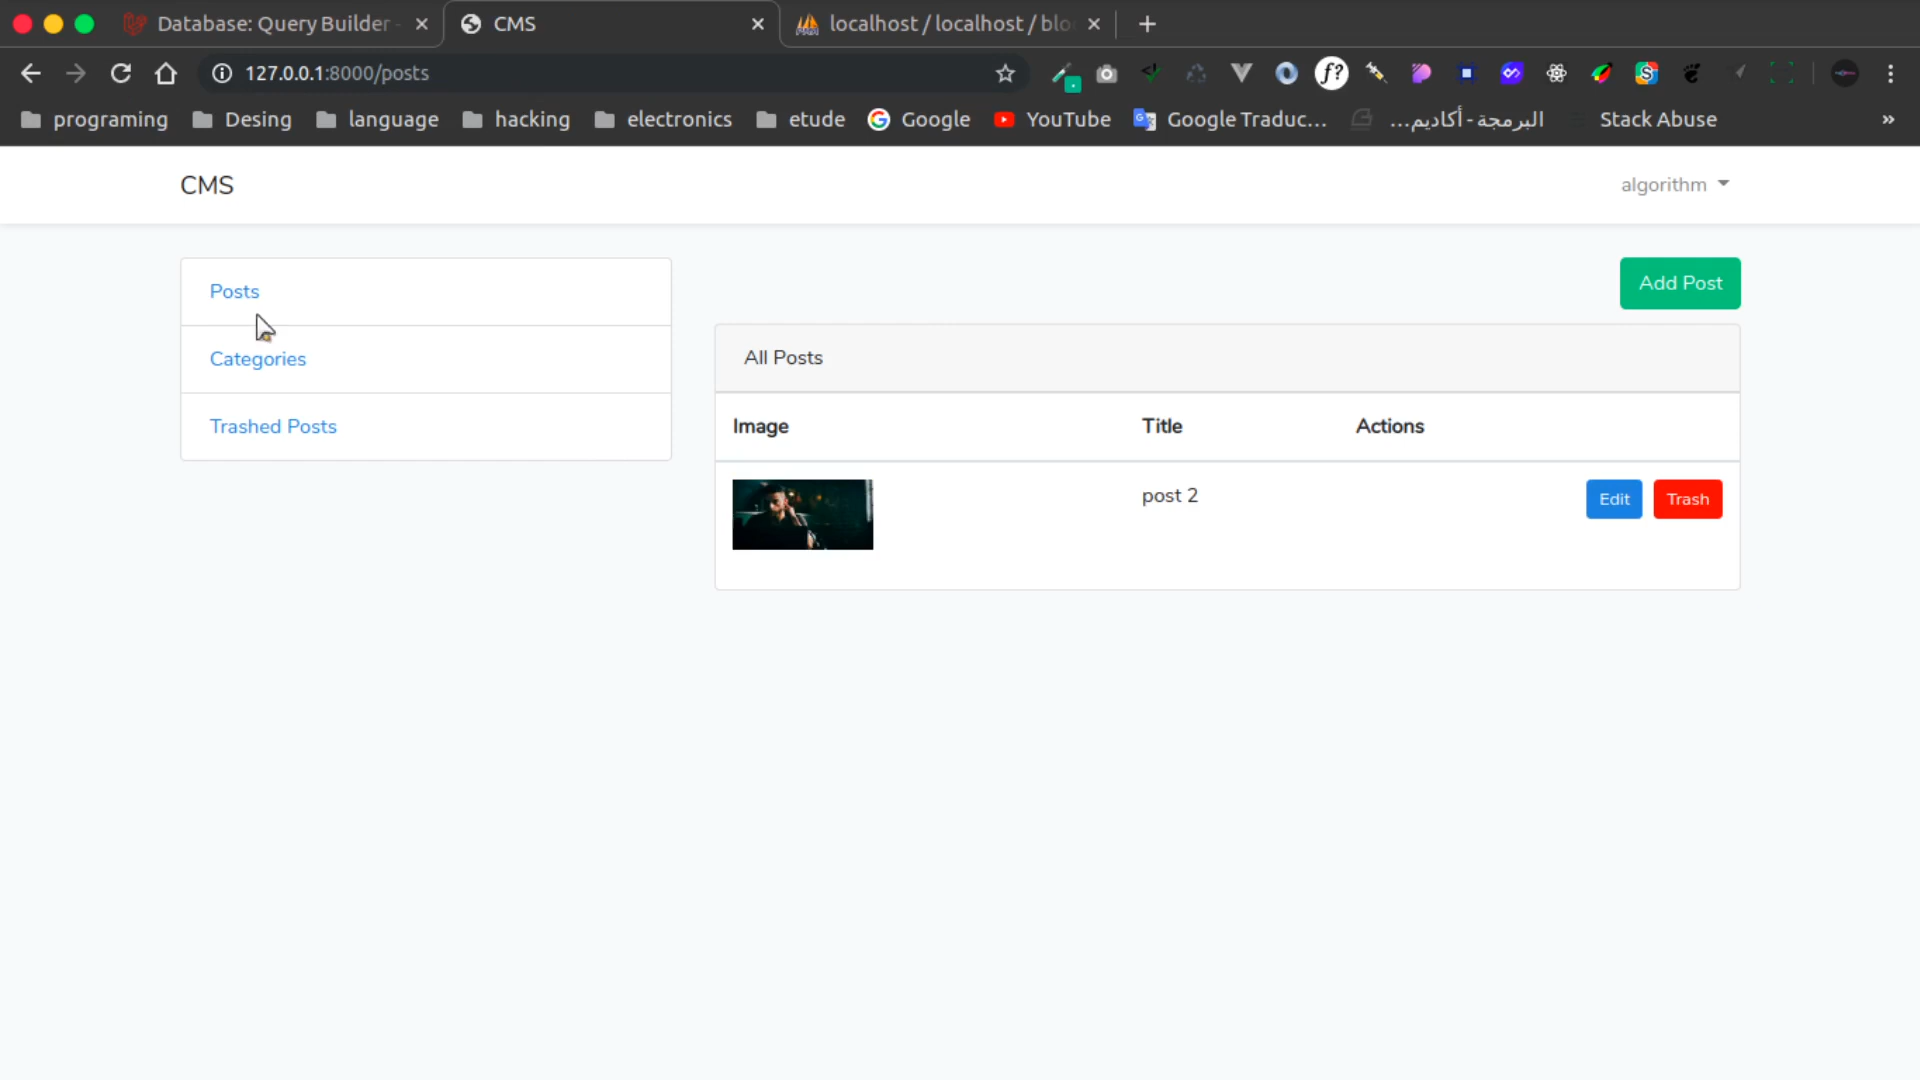 Database: Query Builder -
CMS
localhost / localhost / blo
127.0.0.1:8000/posts
programing
Desing
language
hacking
electronics
etude
Google
YouTube
Google Traduc...
البرمجة - أكاديم...
Stack Abuse
»
CMS
algorithm
Posts
Categories
Trashed Posts
Add Post
All Posts
Image Title Actions
post 2
Edit
Trash